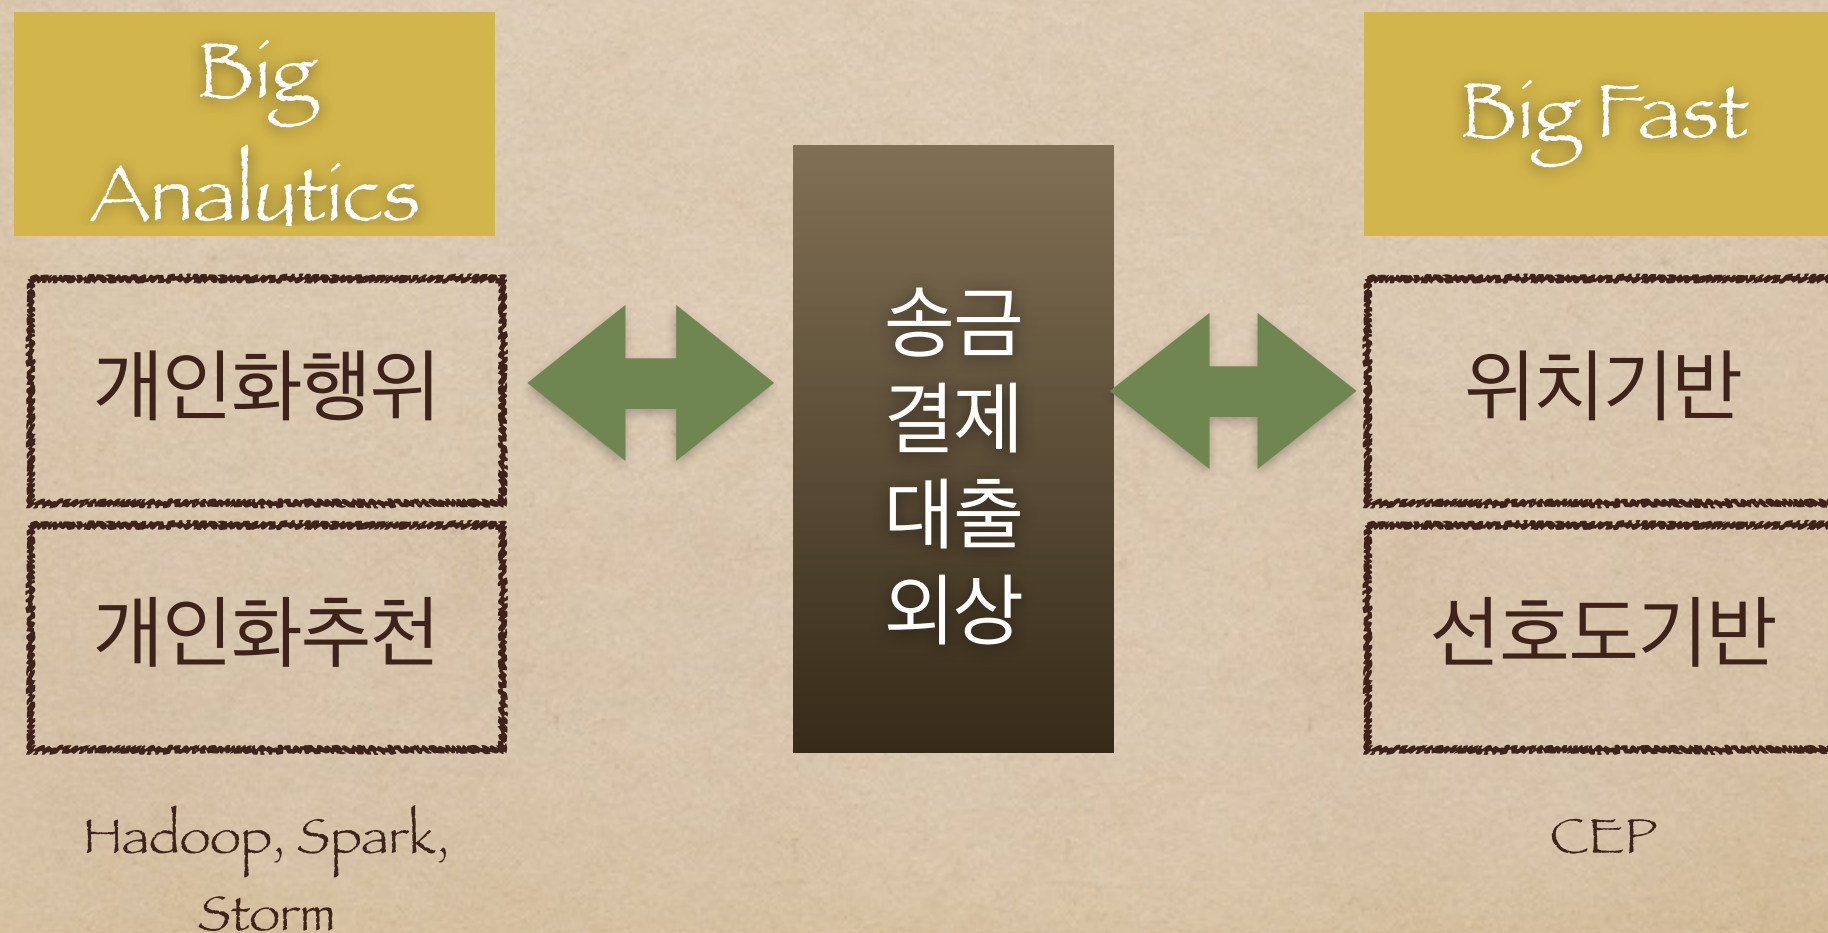 Big
Analytics
개인화행위
개인화추천
Hadoop, Spark,
Storm
송금
결제
대출
외상
Big Fast
위치기반
선호도기반
CEP